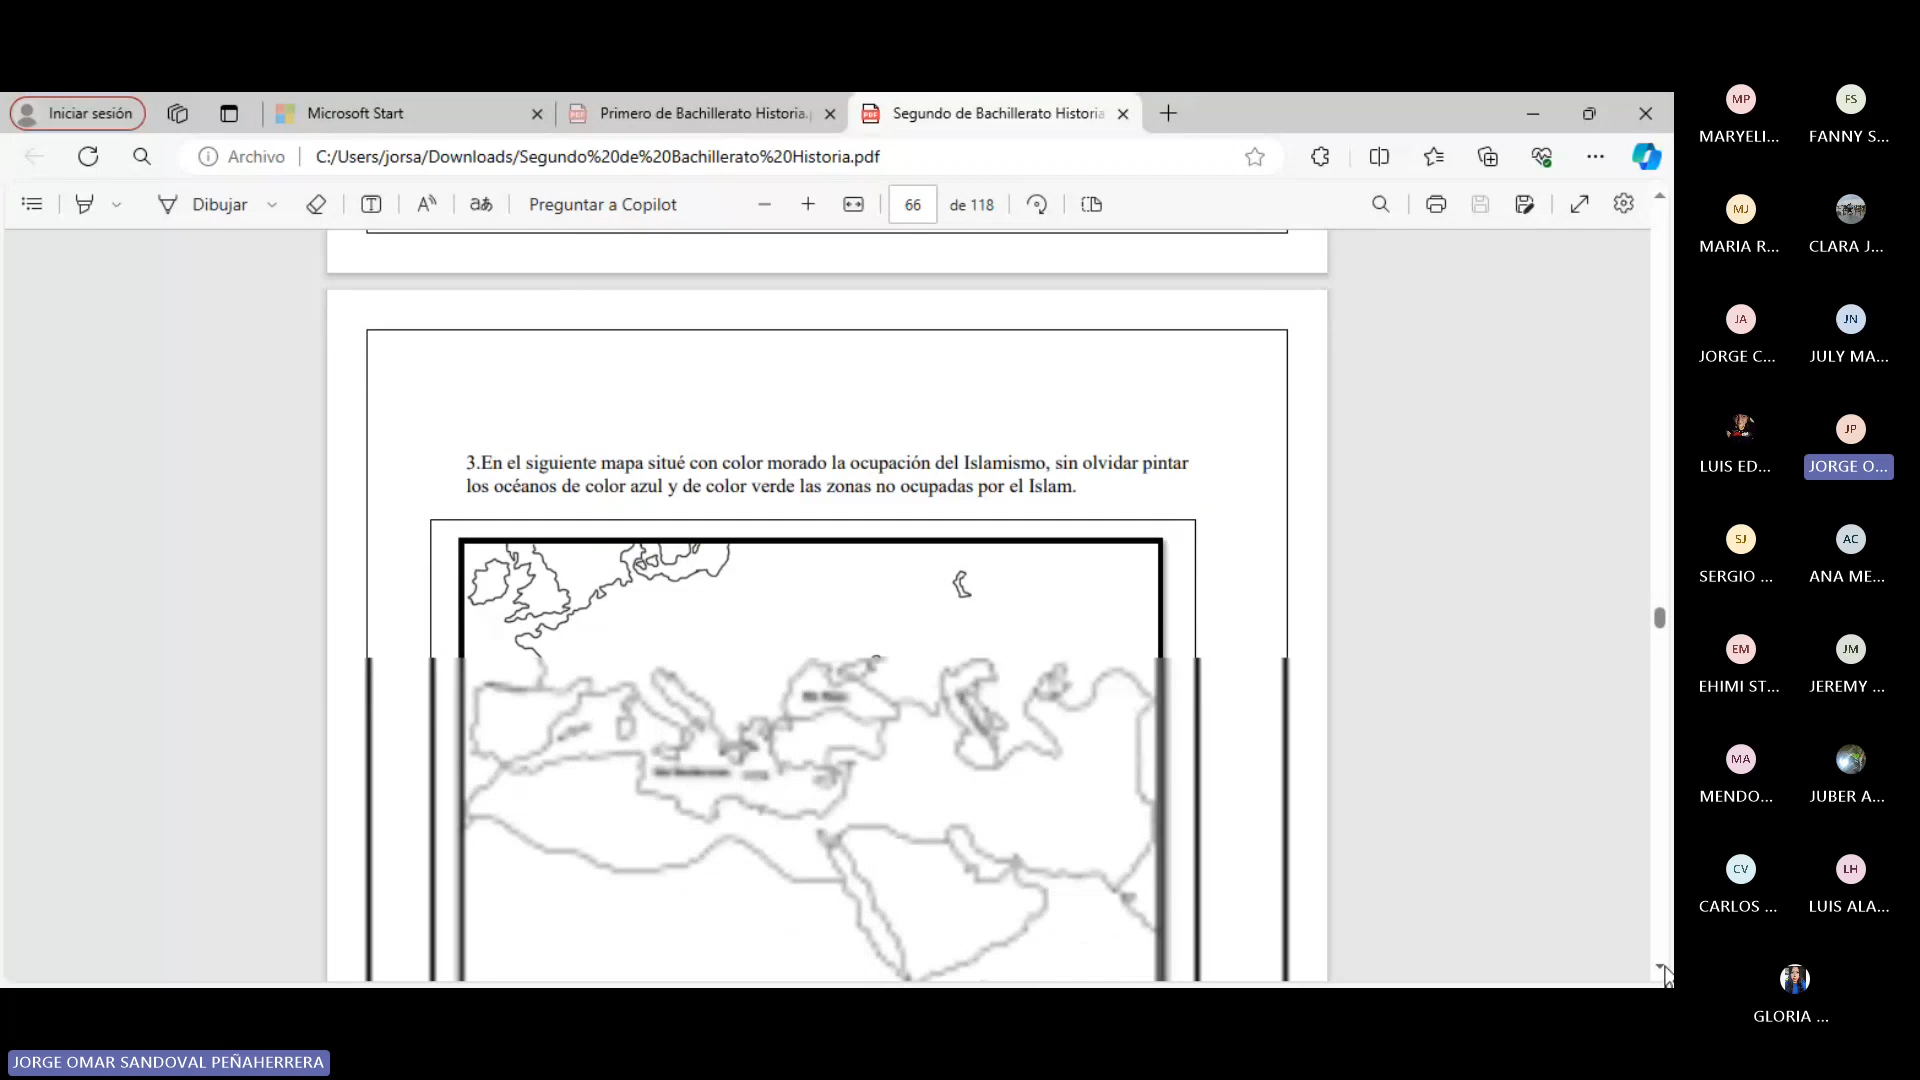 Iniciar sesión
Microsoft Start
Primero de Bachillerato Historia.
Segundo de Bachillerato Historia
Archivo
C:/Users/jorsa/Downloads/Segundo%20de%20Bachillerato%20Historia.pdf
Dibujar
Preguntar a Copilot
66
de 118
3.En el siguiente mapa situé con color morado la ocupación del Islamismo, sin olvidar pintar
los océanos de color azul y de color verde las zonas no ocupadas por el Islam.
MP
MARYELI...
FS
FANNY S...
MJ
MARIA R...
CLARA J...
JA
JORGE C...
JN
JULY MA...
LUIS ED...
JP
JORGE O...
SJ
SERGIO ...
AC
ANA ME...
EM
EHIMI ST...
JM
JEREMY ...
MA
MENDO...
JUBER A...
CV
CARLOS ...
LH
LUIS ALA...
GLORIA ...
JORGE OMAR SANDOVAL PEÑAHERRERA